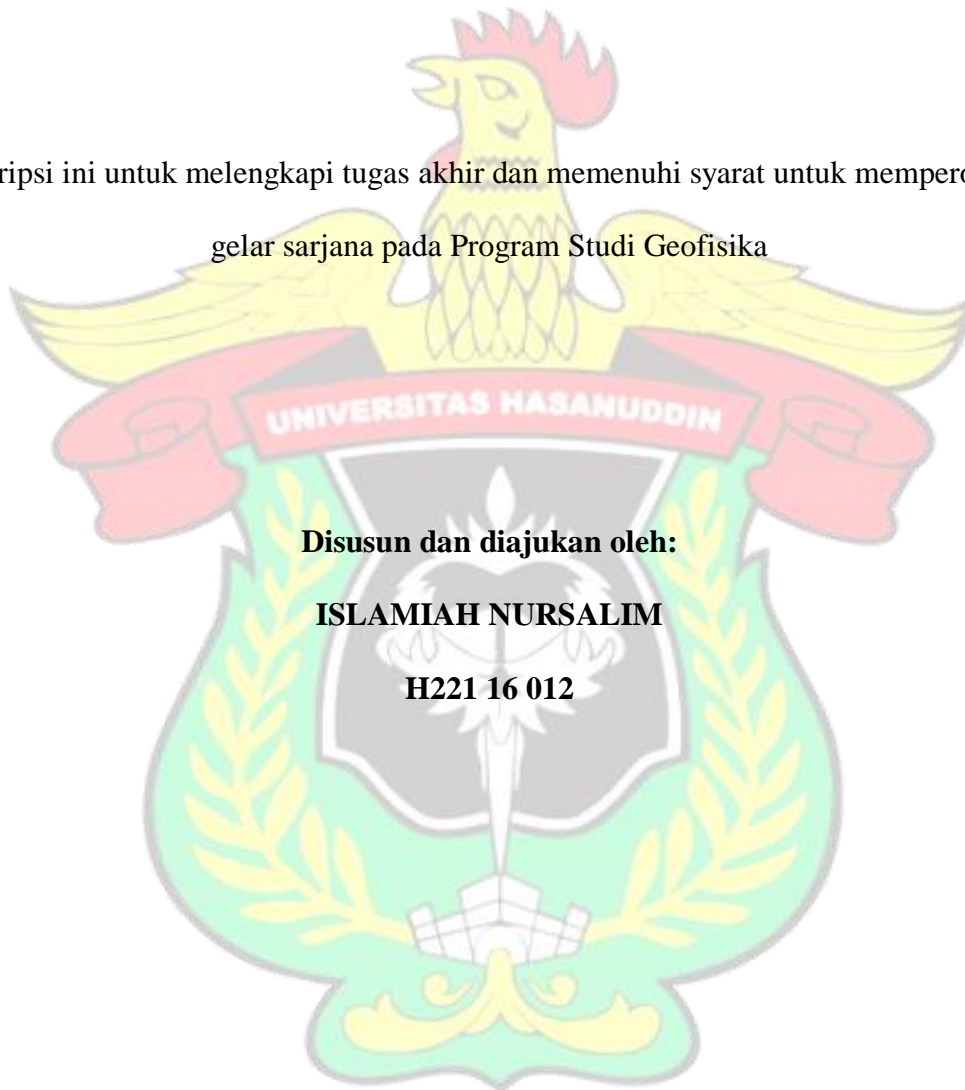 ripsi ini untuk melengkapi tugas akhir dan memenuhi syarat untuk mempero
gelar sarjana pada Program Studi Geofisika
UNIVERSITAS HASANUDDIN
Disusun dan diajukan oleh:
ISLAMIAH NURSALIM
H221 16 012